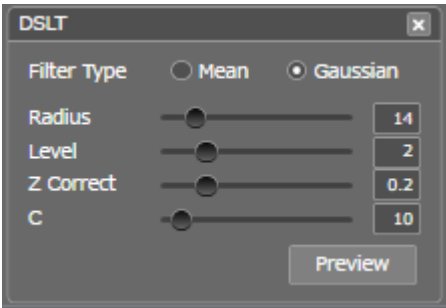 DSLT
Filter Type Mean Gaussian
Radius 14
Level 2
Z Correct 0.2
C 10
Preview